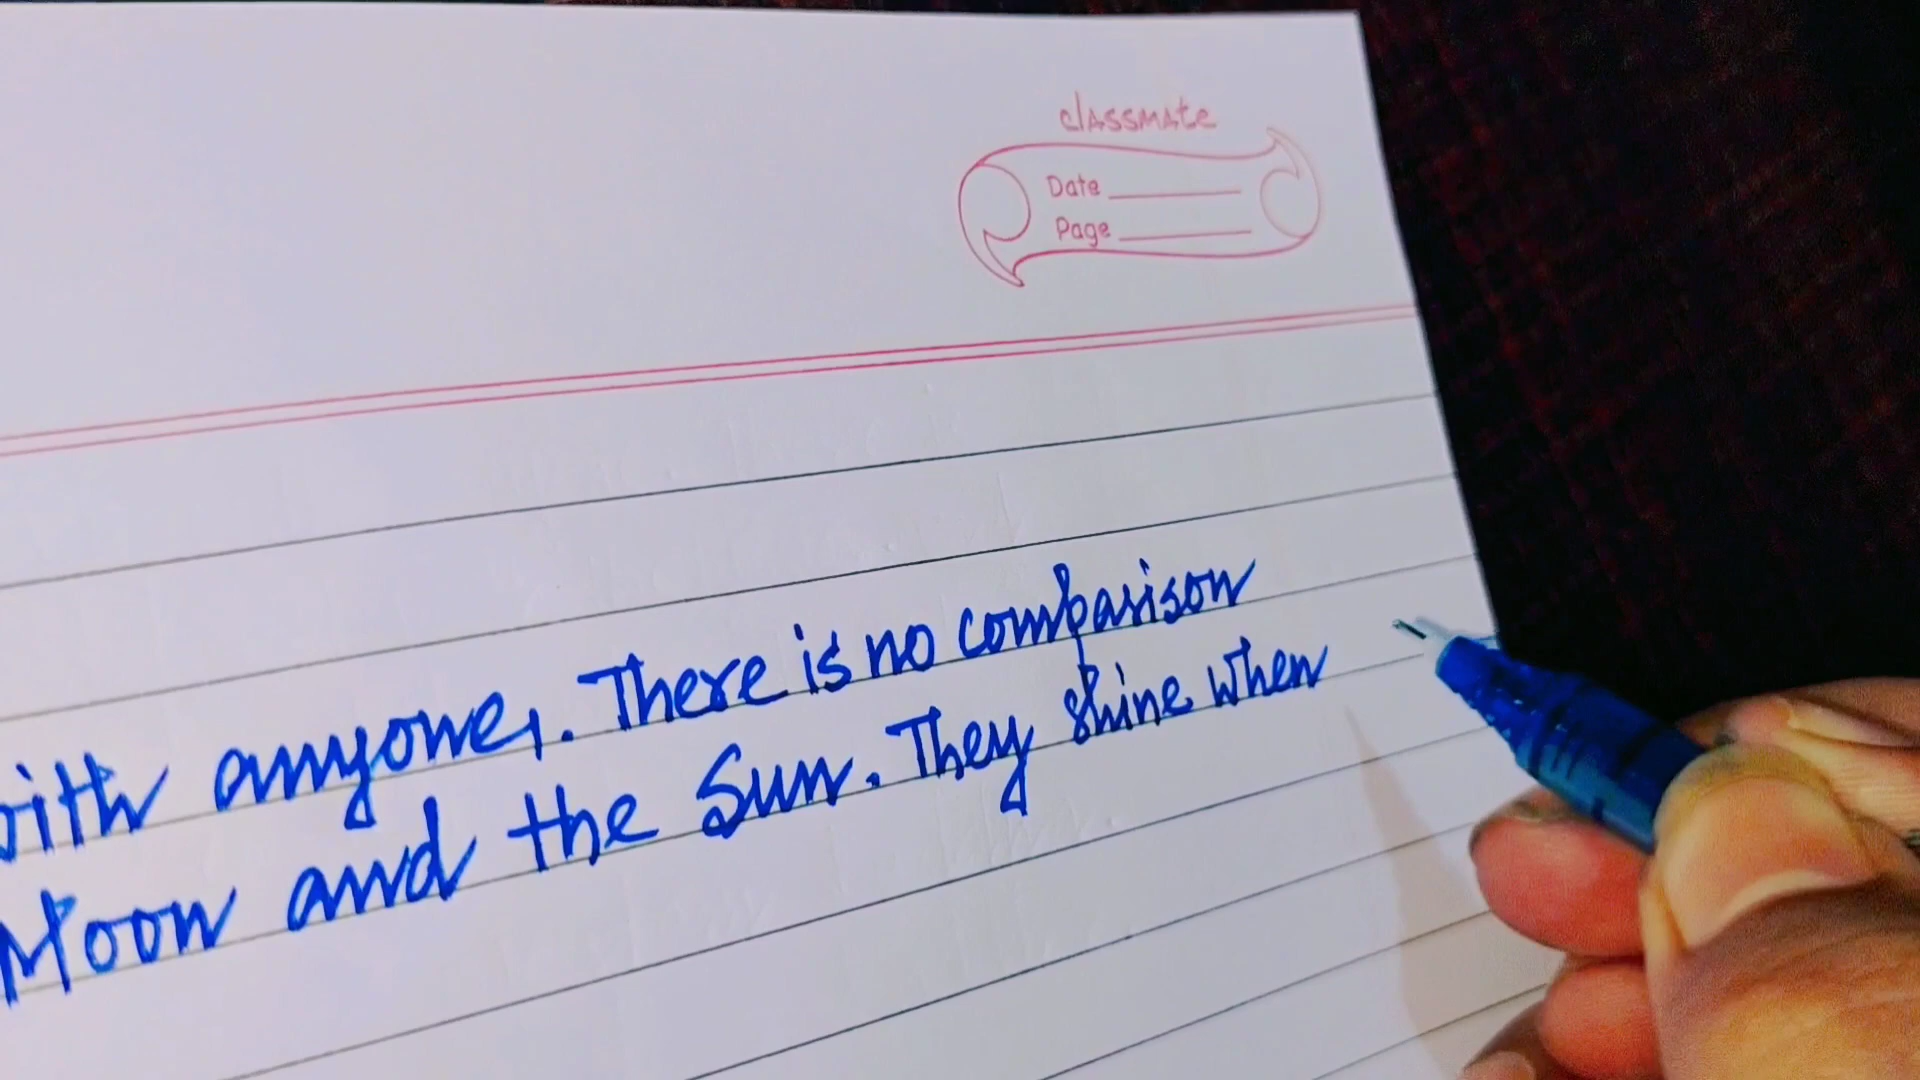 classmate
Date
Page
with anyone,. There is no comparison
Moon and the Sun. They shine when